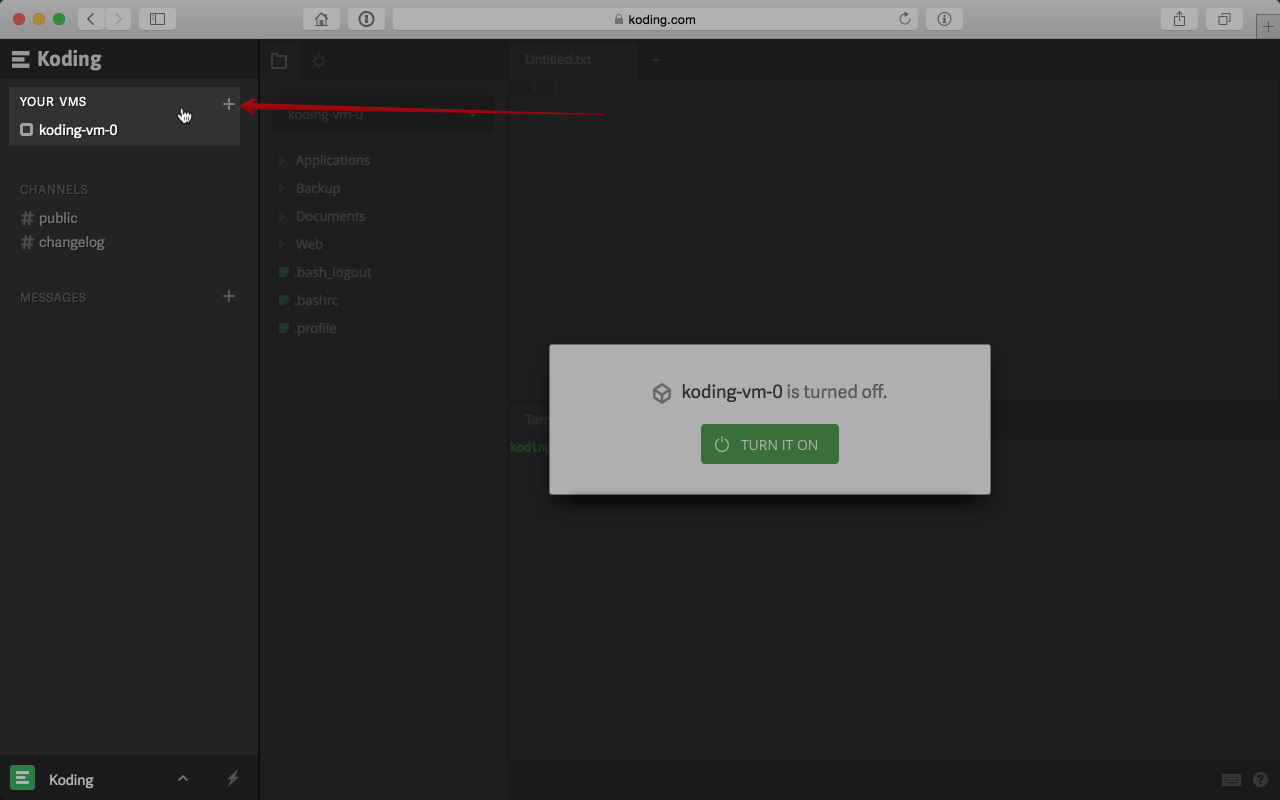 koding.com
Koding
YOUR VMS
koding-vm-0
CHANNELS
# public
# changelog
MESSAGES
koding-vm-0
Applications
Backup
Documents
Web
.bash_logout
.bashrc
.profile
Untitled.txt
1
koding-vm-0 is turned off.
TURN IT ON
koding
Koding